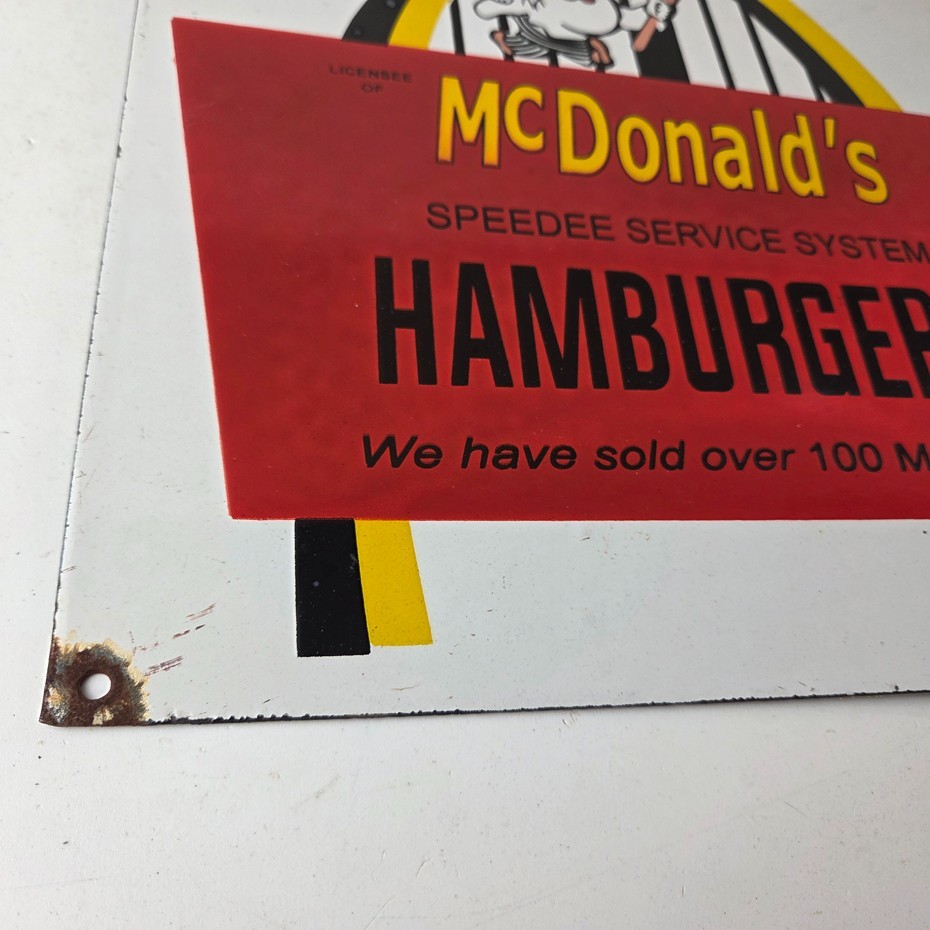 LICENSEE
OF
McDonald's
SPEEDEE SERVICE SYSTEM
HAMBURGER
We have sold over 100 M